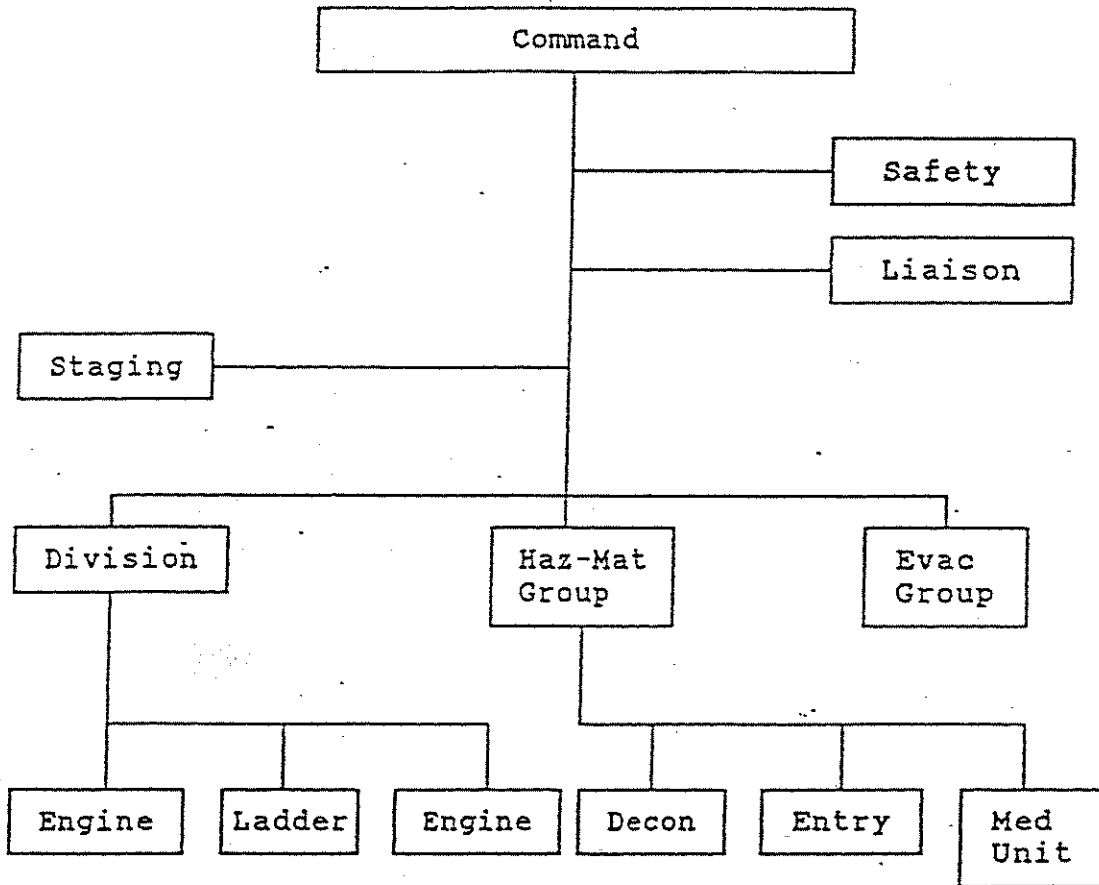 Command
Safety
Liaison
Staging
Division
Haz-Mat
Group
Evac
Group
Engine
Ladder
Engine
Decon
Entry
Med
Unit